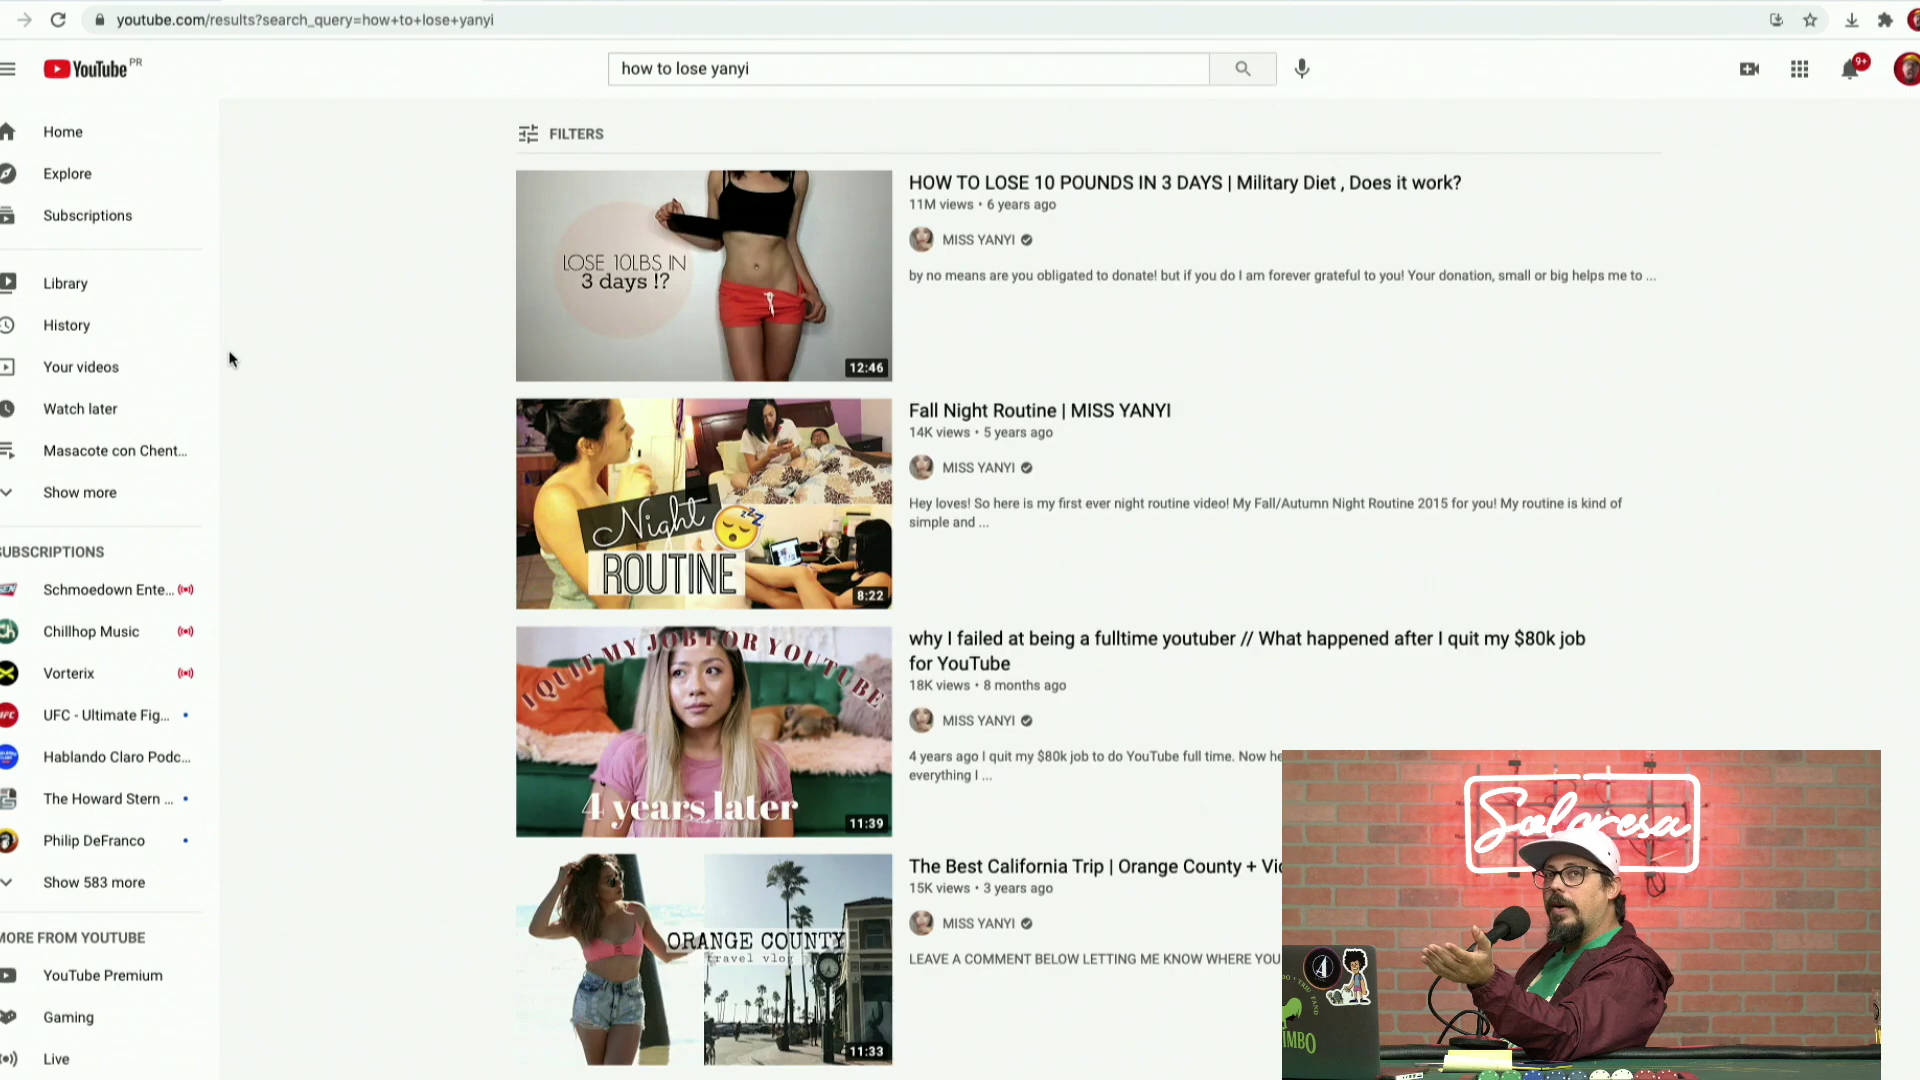 youtube.com/results?search_query=how+to+lose+yanyi
YouTube PR
how to lose yanyi
9+
Home
Explore
Subscriptions
Library
History
Your videos
Watch later
Masacote con Chent...
Show more
SUBSCRIPTIONS
Schmoedown Ente...
Chillhop Music
Vorterix
UFC - Ultimate Fig...
Hablando Claro Podc...
The Howard Stern ...
Philip DeFranco
Show 583 more
MORE FROM YOUTUBE
YouTube Premium
Gaming
Live
FILTERS
LOSE 10LBS IN
3 days !?
12:46
HOW TO LOSE 10 POUNDS IN 3 DAYS | Military Diet , Does it work?
11M views • 6 years ago
MISS YANYI
by no means are you obligated to donate! but if you do I am forever grateful to you! Your donation, small or big helps me to ...
Night
ROUTINE
8:22
Fall Night Routine | MISS YANYI
14K views • 5 years ago
MISS YANYI
Hey loves! So here is my first ever night routine video! My Fall/Autumn Night Routine 2015 for you! My routine is kind of
simple and ...
I QUIT MY JOB FOR YOUTUBE
4 years later
11:39
why I failed at being a fulltime youtuber // What happened after I quit my $80k job
for YouTube
18K views • 8 months ago
MISS YANYI
4 years ago I quit my $80k job to do YouTube full time. Now he
everything I ...
ORANGE COUNTY
travel vlog
11:33
The Best California Trip | Orange County + Vi
15K views • 3 years ago
MISS YANYI
LEAVE A COMMENT BELOW LETTING ME KNOW WHERE YOU
Solaresa